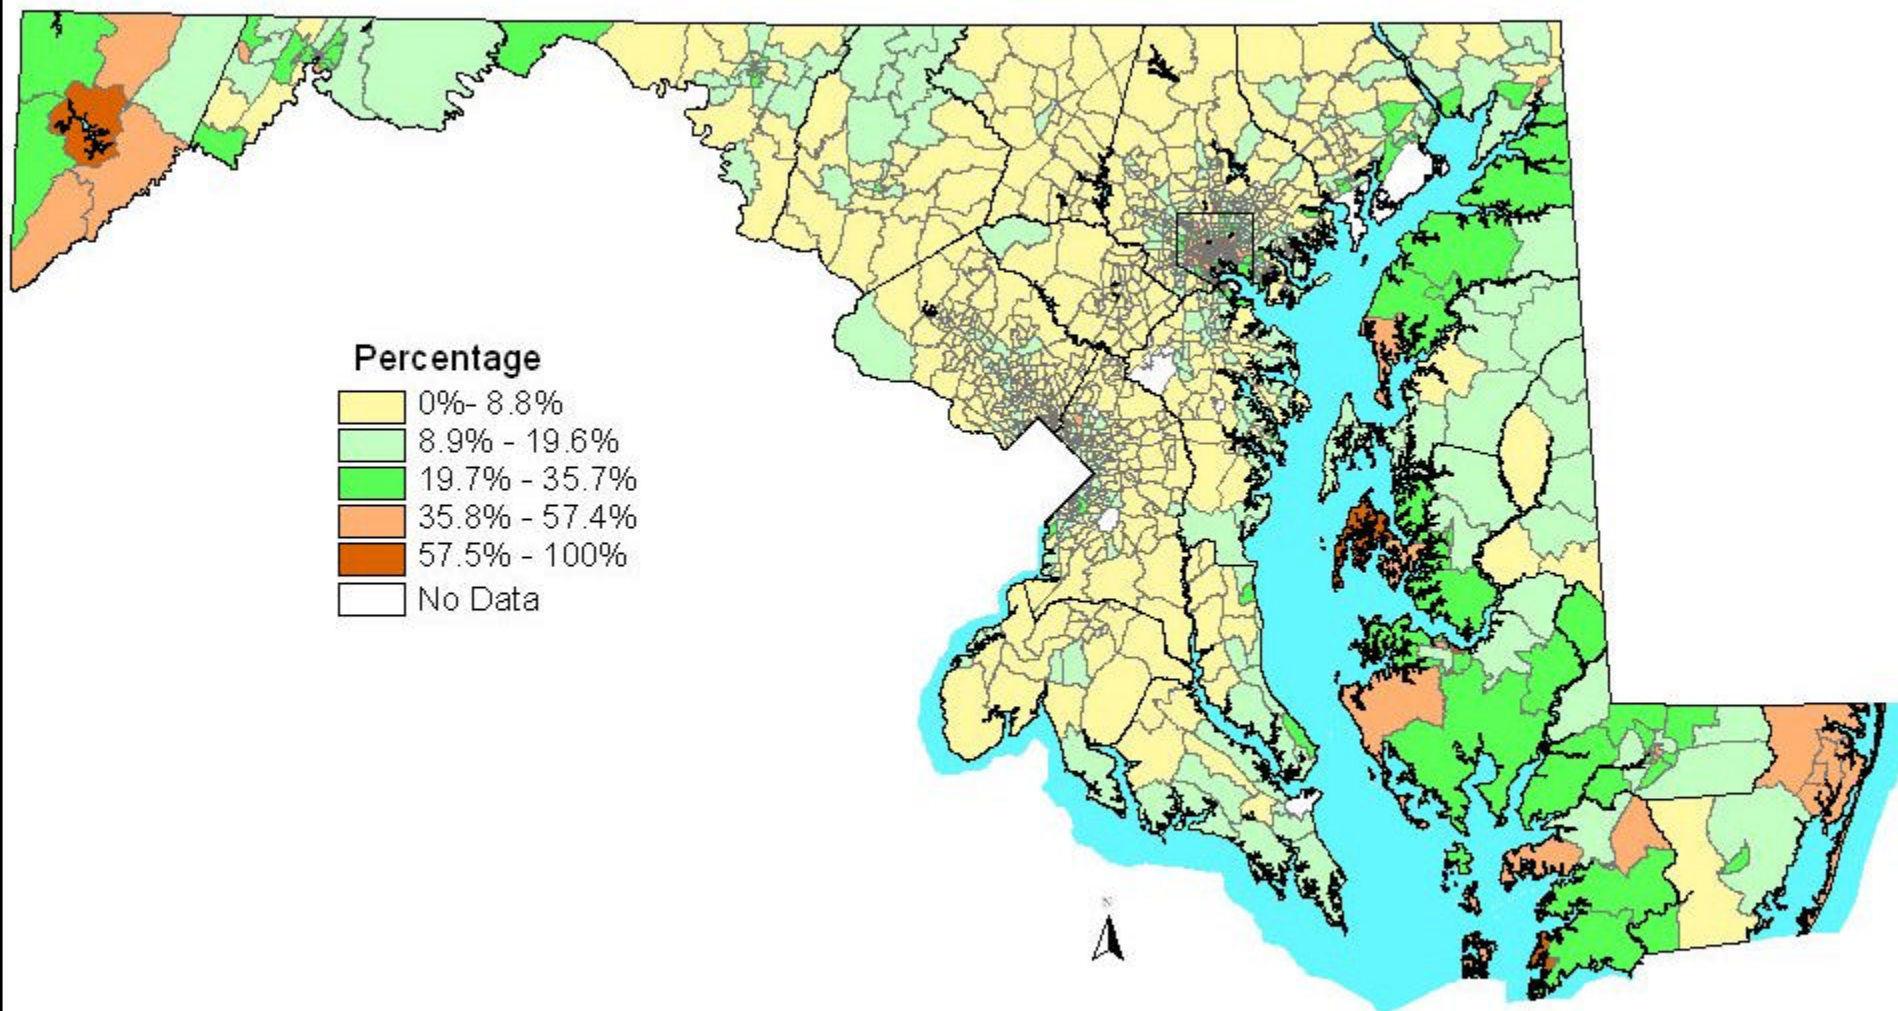 Percentage
0%- 8.8%
8.9% - 19.6%
19.7% - 35.7%
35.8% - 57.4%
57.5% - 100%
No Data
N